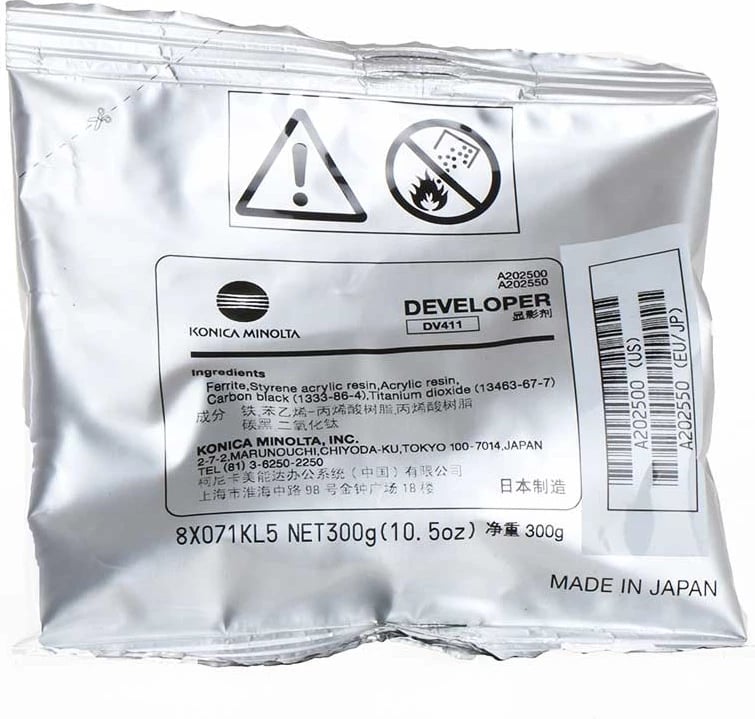 A202500
A202550
KONICA MINOLTA
DEVELOPER
DV411
显影剂
Ingredients
Ferrite,Styrene acrylic resin,Acrylic resin,
Carbon black (1333-86-4),Titanium dioxide (13463-67-7)
成分 铁,苯乙烯-丙烯酸树脂,丙烯酸树脂
碳黑,二氧化钛
KONICA MINOLTA, INC.
2-7-2,MARUNOUCHI,CHIYODA-KU,TOKYO 100-7014,JAPAN
TEL(81) 3-6250-2250
柯尼卡美能达办公系统（中国）有限公司
上海市淮海中路98号金钟广场18楼
日本制造
8X071KL5 NET300g(10.5oz) 净重 300g
A202500 (US)
A202550 (EU/JP)
MADE IN JAPAN